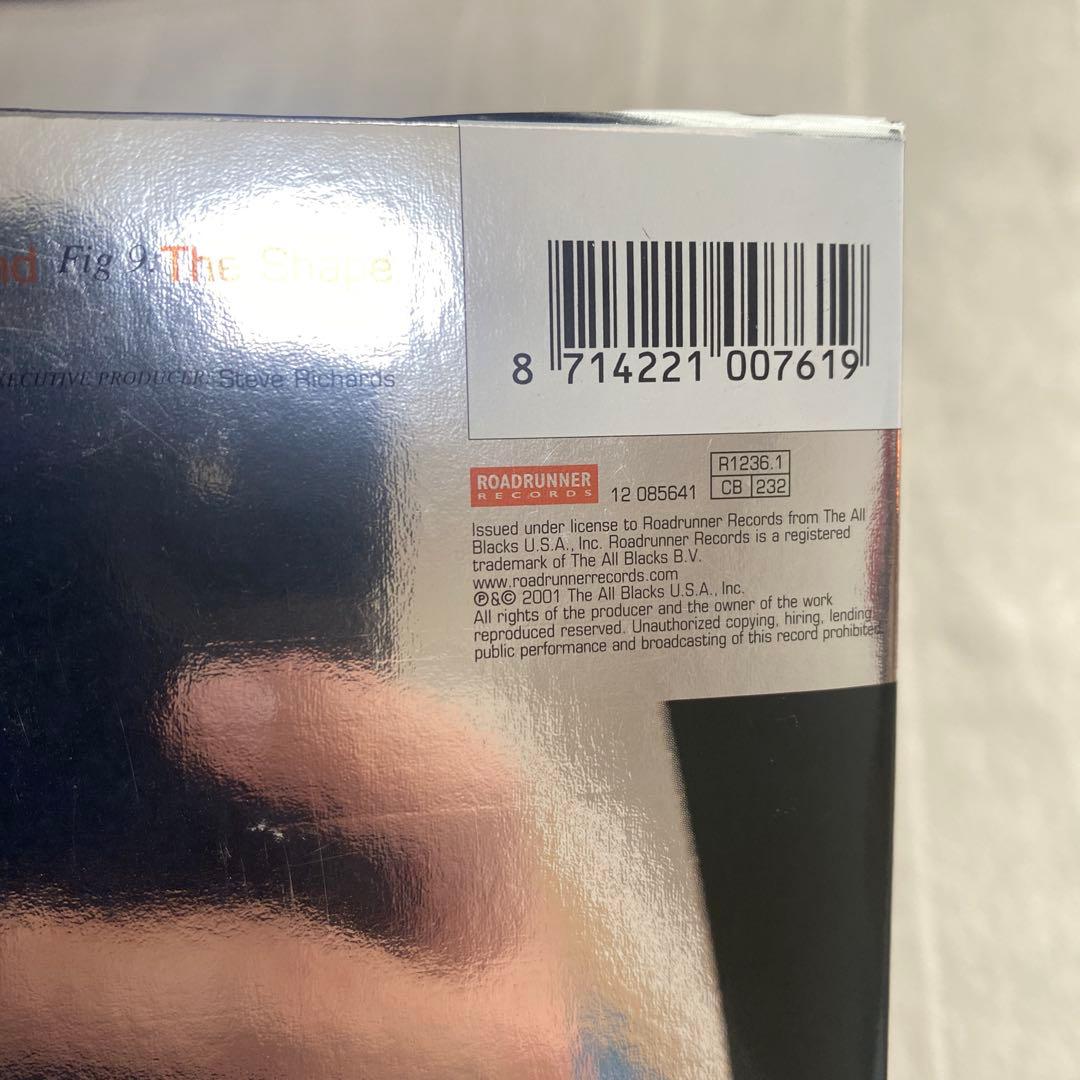 nd Fig 9: The Shape
EXECUTIVE PRODUCER: Steve Richards
8 714221 007619
ROADRUNNER
RECORDS
12 085641
R1236.1
CB 232
Issued under license to Roadrunner Records from The All
Blacks U.S.A., Inc. Roadrunner Records is a registered
trademark of The All Blacks B.V.
www.roadrunnerrecords.com
℗&© 2001 The All Blacks U.S.A., Inc.
All rights of the producer and the owner of the work
reproduced reserved. Unauthorized copying, hiring, lending
public performance and broadcasting of this record prohibited